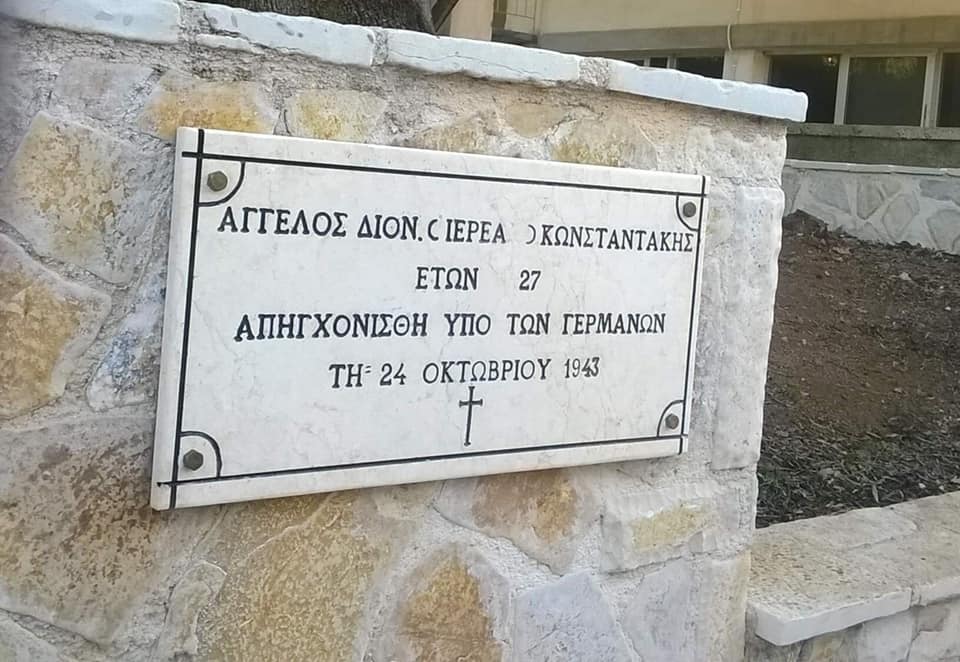 ΑΓΓΕΛΟΣ ΔΙΟΝ. (ΙΕΡΕΑ ) ΚΩΝΣΤΑΝΤΑΚΗΣ
ΕΤΩΝ 27
ΑΠΗΓΧΟΝΙΣΘΗ ΥΠΟ ΤΩΝ ΓΕΡΜΑΝΩΝ
ΤΗ= 24 ΟΚΤΩΒΡΙΟΥ 1943